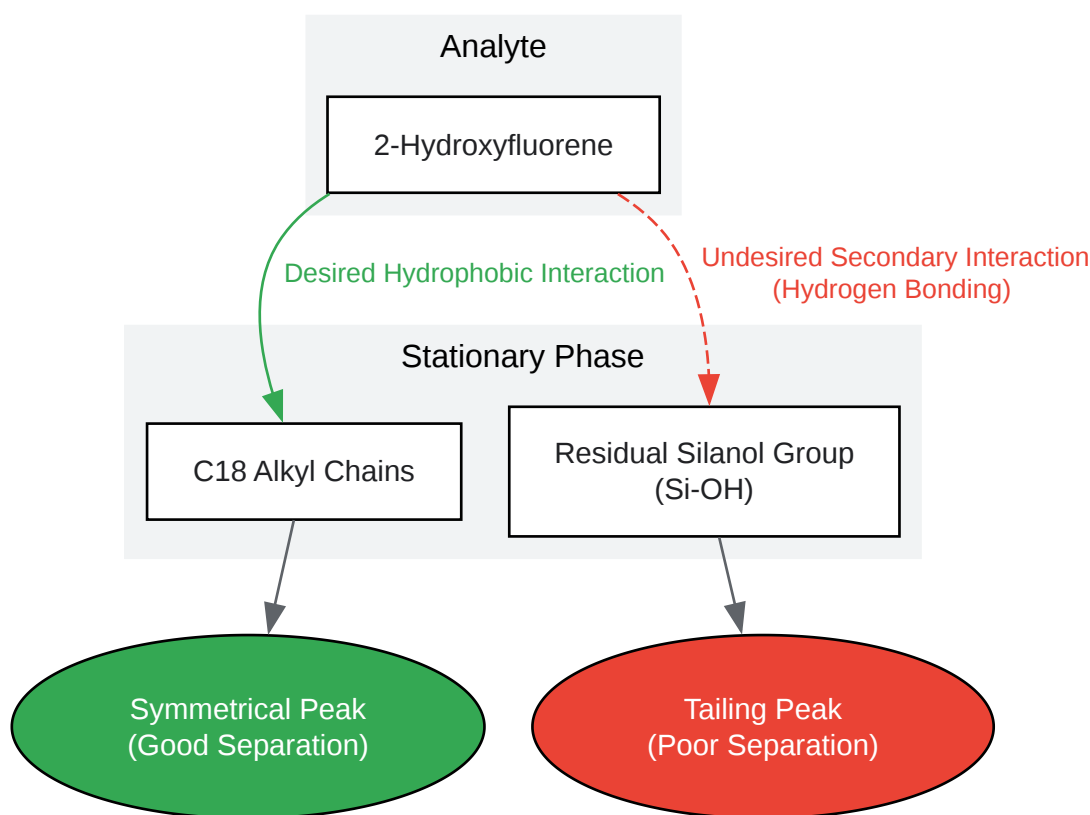 Analyte
2-Hydroxyfluorene
Desired Hydrophobic Interaction
Undesired Secondary Interaction
(Hydrogen Bonding)
Stationary Phase
C18 Alkyl Chains
Residual Silanol Group
(Si-OH)
Symmetrical Peak
(Good Separation)
Tailing Peak
(Poor Separation)